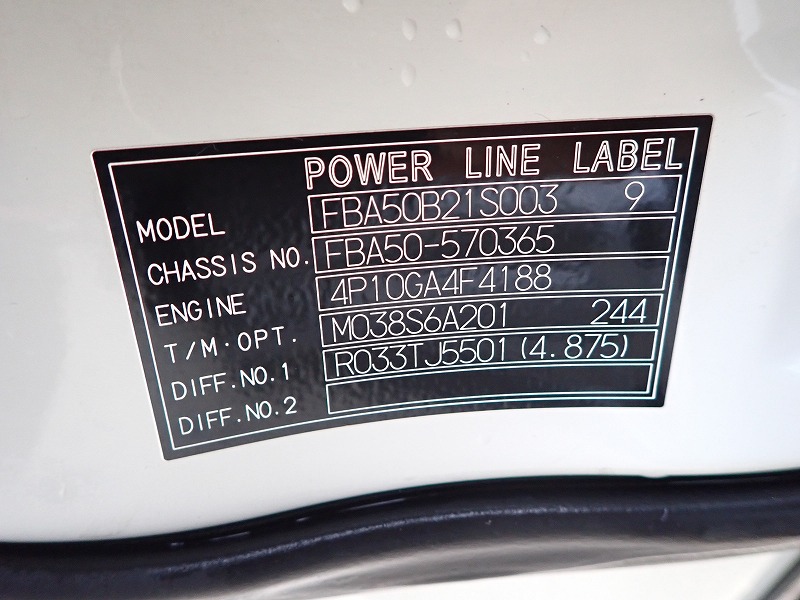 POWER LINE LABEL
MODEL FBA50B21S003 9
CHASSIS NO. FBA50-570365
ENGINE 4P10GA4F4188
T/M·OPT. M038S6A201 244
DIFF.NO.1 R033TJ5501(4.875)
DIFF.NO.2